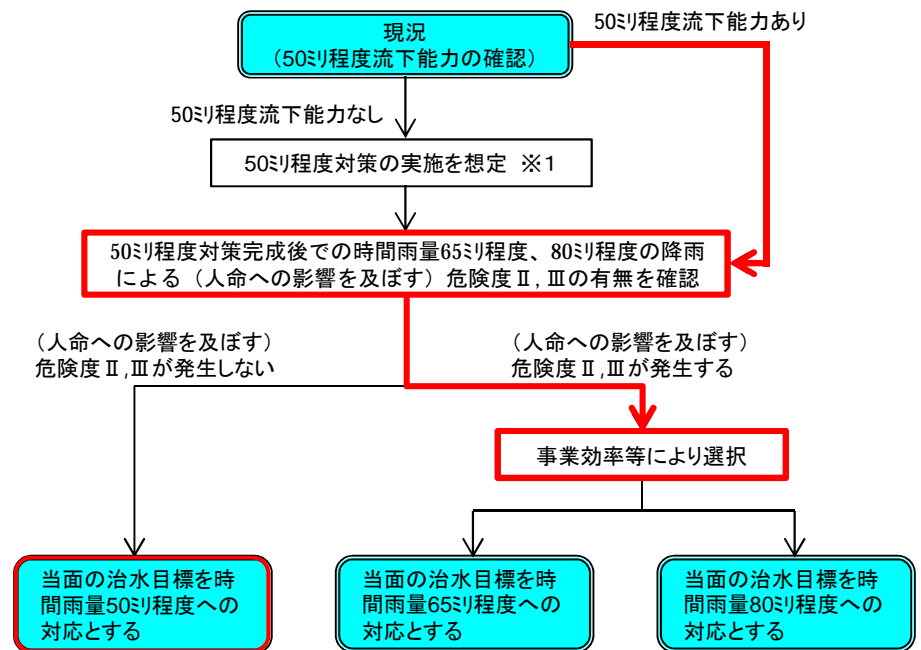 50ミリ程度流下能力あり
現況
（50ミリ程度流下能力の確認）
50ミリ程度流下能力なし
50ミリ程度対策の実施を想定 ※1
50ミリ程度対策完成後での時間雨量65ミリ程度、80ミリ程度の降雨
による（人命への影響を及ぼす）危険度Ⅱ,Ⅲの有無を確認
（人命への影響を及ぼす）
危険度Ⅱ,Ⅲが発生しない
（人命への影響を及ぼす）
危険度Ⅱ,Ⅲが発生する
事業効率等により選択
当面の治水目標を時
間雨量50ミリ程度への
対応とする
当面の治水目標を時
間雨量65ミリ程度への
対応とする
当面の治水目標を時
間雨量80ミリ程度への
対応とする